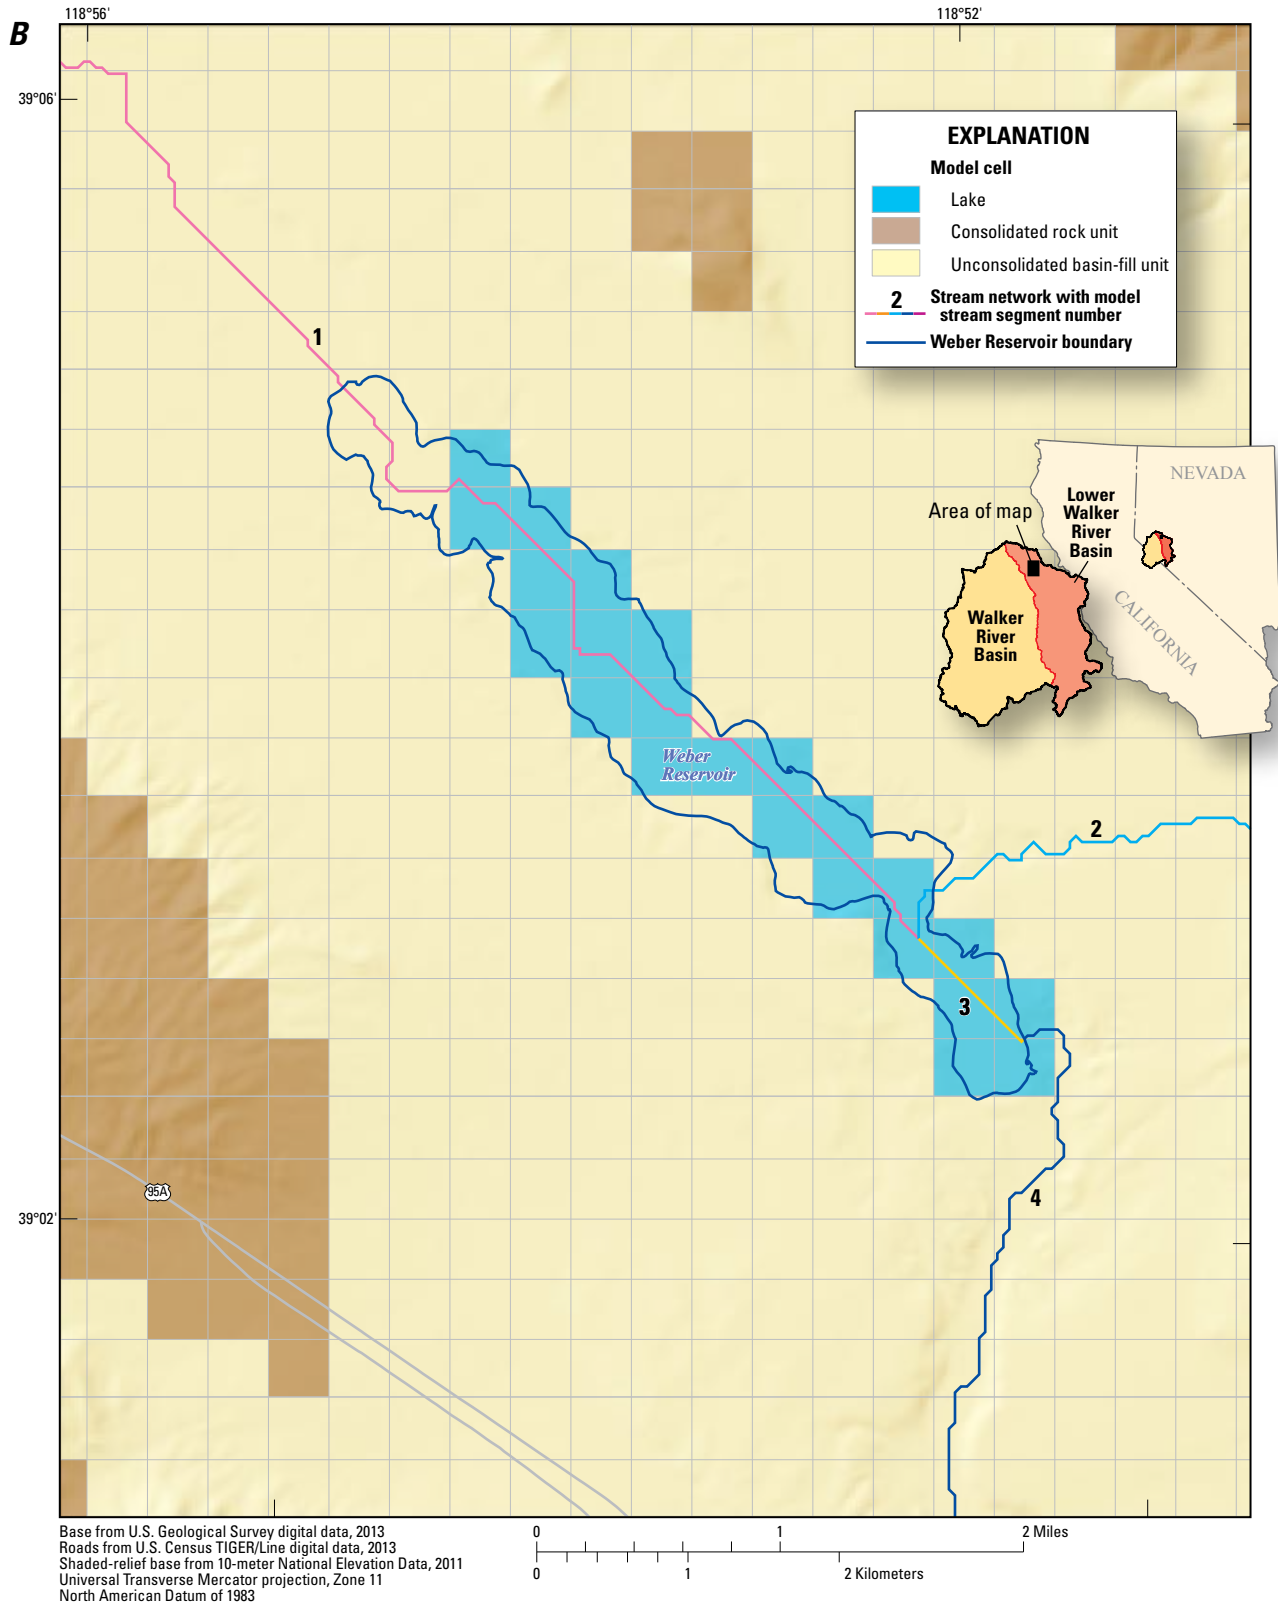 B
118°56'
118°52'
39°06'
EXPLANATION
Model cell
Lake
Consolidated rock unit
Unconsolidated basin-fill unit
2
Stream network with model
stream segment number
Weber Reservoir boundary
1
NEVADA
Area of map
Lower
Walker
River
Basin
CALIFORNIA
Walker
River
Basin
Weber
Reservoir
2
3
95A
4
39°02'
Base from U.S. Geological Survey digital data, 2013
Roads from U.S. Census TIGER/Line digital data, 2013
Shaded-relief base from 10-meter National Elevation Data, 2011
Universal Transverse Mercator projection, Zone 11
North American Datum of 1983
0 1 2 Miles
0 1 2 Kilometers